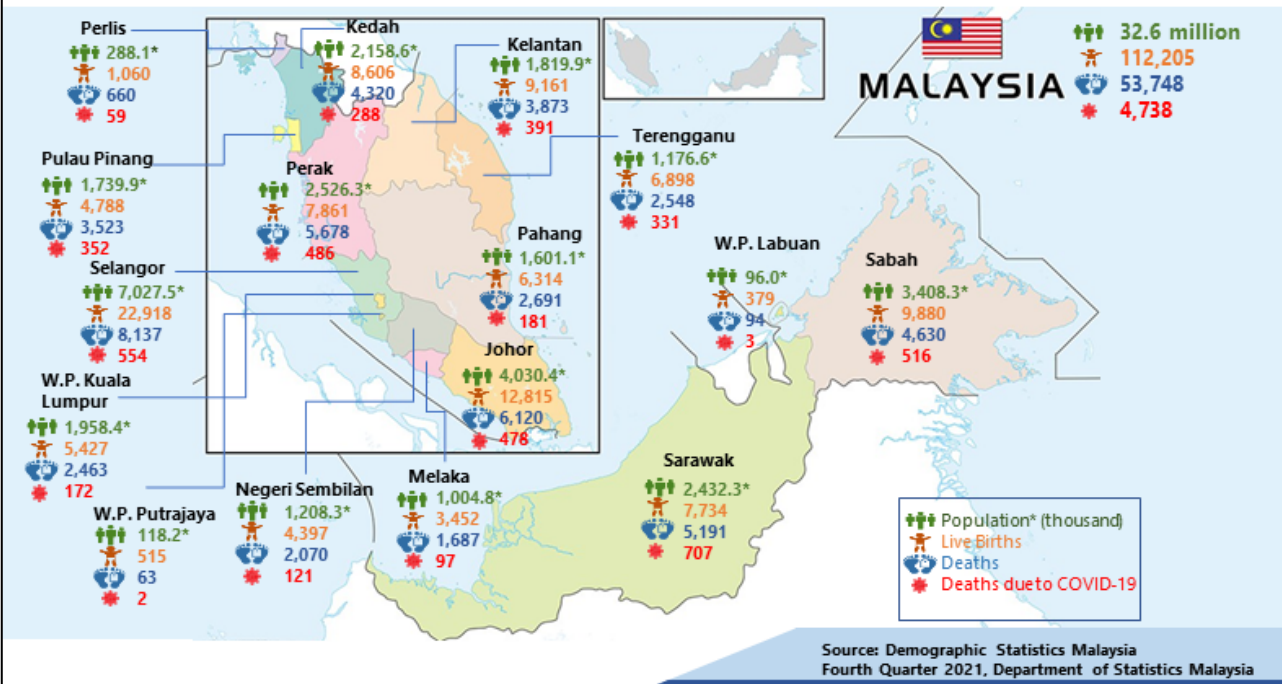 Perlis
288.1*
1,060
660
59
Kedah
2,158.6*
8,606
4,320
288
Kelantan
1,819.9*
9,161
3,873
391
MALAYSIA
32.6 million
112,205
53,748
4,738
Pulau Pinang
1,739.9*
4,788
3,523
352
Perak
2,526.3*
7,861
5,678
486
Terengganu
1,176.6*
6,898
2,548
331
Selangor
7,027.5*
22,918
8,137
554
Pahang
1,601.1*
6,314
2,691
181
W.P. Labuan
96.0*
379
94
3
Sabah
3,408.3*
9,880
4,630
516
W.P. Kuala
Lumpur
1,958.4*
5,427
2,463
172
Johor
4,030.4*
12,815
6,120
478
W.P. Putrajaya
118.2*
515
63
2
Negeri Sembilan
1,208.3*
4,397
2,070
121
Melaka
1,004.8*
3,452
1,687
97
Sarawak
2,432.3*
7,734
5,191
707
Population* (thousand)
Live Births
Deaths
Deaths dueto COVID-19
Source: Demographic Statistics Malaysia
Fourth Quarter 2021, Department of Statistics Malaysia